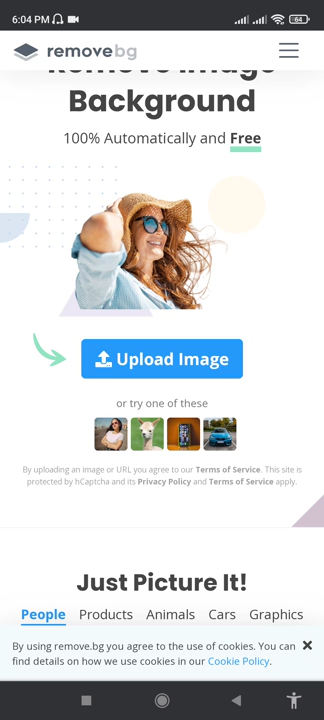 6:04 PM
64
removebg
Remove Image
Background
100% Automatically and Free
Upload Image
or try one of these
By uploading an image or URL you agree to our Terms of Service. This site is
protected by hCaptcha and its Privacy Policy and Terms of Service apply.
Just Picture It!
People Products Animals Cars Graphics
By using remove.bg you agree to the use of cookies. You can
find details on how we use cookies in our Cookie Policy.